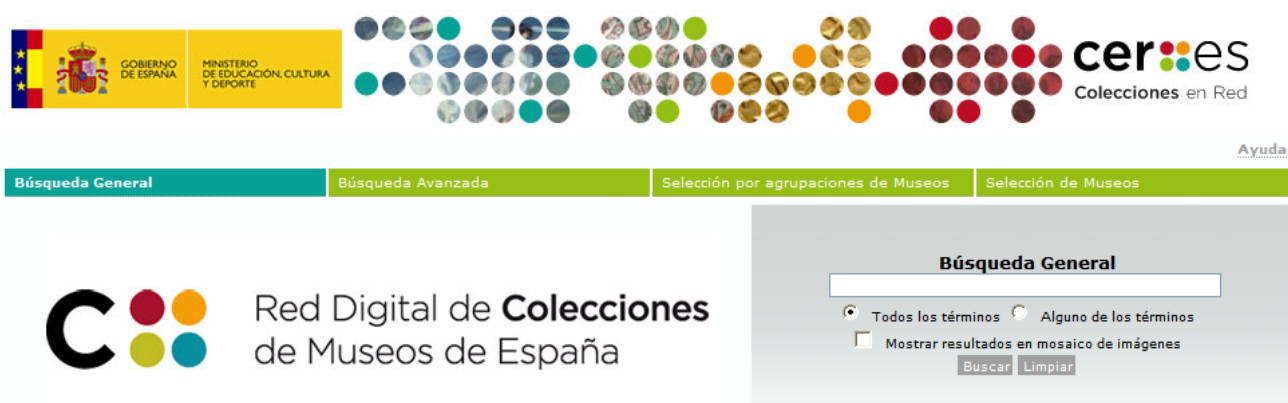 GOBIERNO
DE ESPAÑA
MINISTERIO
DE EDUCACIÓN, CULTURA
Y DEPORTE
cer::es
Colecciones en Red
Ayuda
Búsqueda General
Búsqueda Avanzada
Selección por agrupaciones de Museos
Selección de Museos
C
Red Digital de Colecciones
de Museos de España
Búsqueda General
Todos los términos
Alguno de los términos
Mostrar resultados en mosaico de imágenes
Buscar
Limpiar